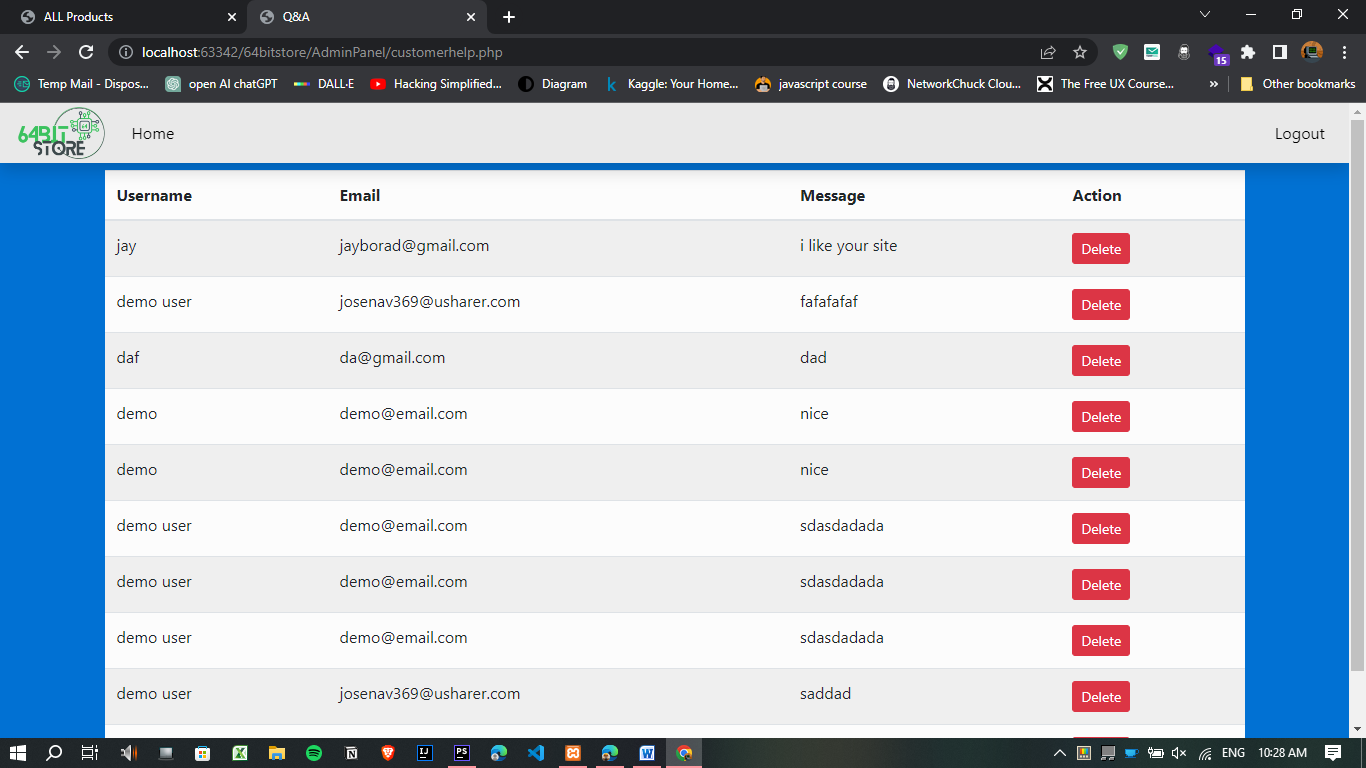 ALL Products
Q&A
localhost:63342/64bitstore/AdminPanel/customerhelp.php
15
Temp Mail - Dispos...
open AI chatGPT
DALL·E
Hacking Simplified...
Diagram
Kaggle: Your Home...
javascript course
NetworkChuck Clou...
The Free UX Course...
»
Other bookmarks
64BIT
STORE
Home
Logout
Username Email Message Action
jay jayborad@gmail.com i like your site Delete
demo user josenav369@usharer.com fafafafaf Delete
daf da@gmail.com dad Delete
demo demo@email.com nice Delete
demo demo@email.com nice Delete
demo user demo@email.com sdasdadada Delete
demo user demo@email.com sdasdadada Delete
demo user demo@email.com sdasdadada Delete
demo user josenav369@usharer.com saddad Delete
ENG
10:28 AM